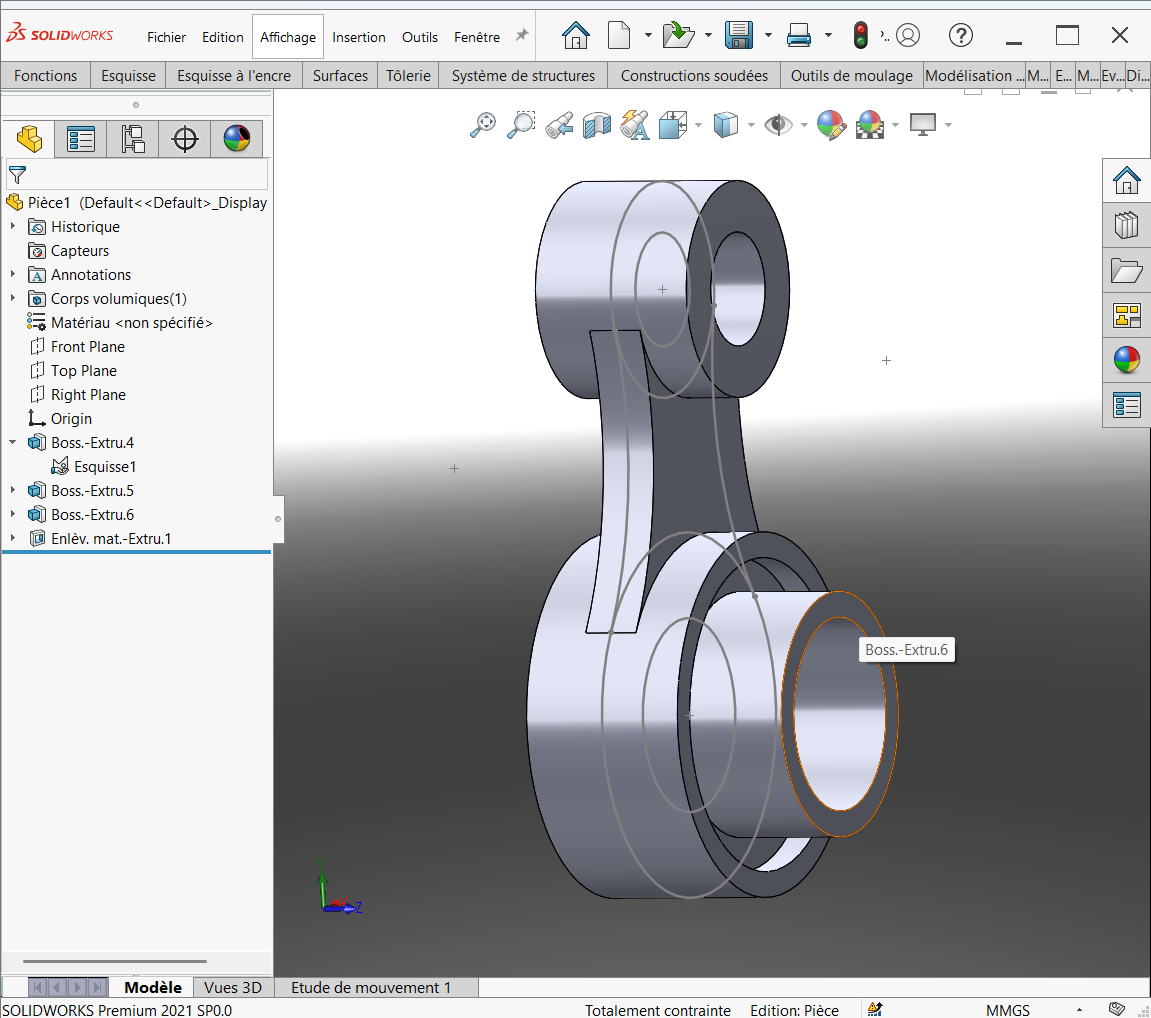 SOLIDWORKS Fichier Edition Affichage Insertion Outils Fenêtre
Fonctions Esquisse Esquisse à l'encre Surfaces Tôlerie Système de structures Constructions soudées Outils de moulage Modélisation ... M... E... M... Ev... Di...
Pièce1 (Default<<Default>_Display
Historique
Capteurs
Annotations
Corps volumiques(1)
Matériau <non spécifié>
Front Plane
Top Plane
Right Plane
Origin
Boss.-Extru.4
Esquisse1
Boss.-Extru.5
Boss.-Extru.6
Enlèv. mat.-Extru.1
Boss.-Extru.6
Z
Modèle Vues 3D Etude de mouvement 1
SOLIDWORKS Premium 2021 SP0.0 Totalement contrainte Edition: Pièce MMGS